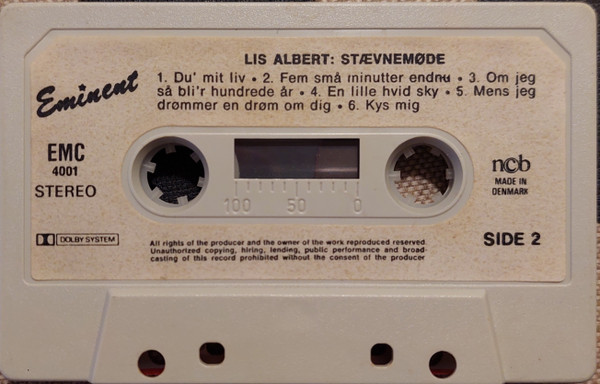 LIS ALBERT: STÆVNEMØDE
1. Du' mit liv • 2. Fem små minutter endnu • 3. Om jeg
så bli'r hundrede år • 4. En lille hvid sky • 5. Mens jeg
drømmer en drøm om dig • 6. Kys mig
Eminent
EMC
4001
STEREO
100 50 0
ncb
MADE IN
DENMARK
DOLBY SYSTEM
All rights of the producer and the owner of the work reproduced reserved.
Unauthorized copying, hiring, lending, public performance and broad-
casting of this record prohibited without the consent of the producer
SIDE 2